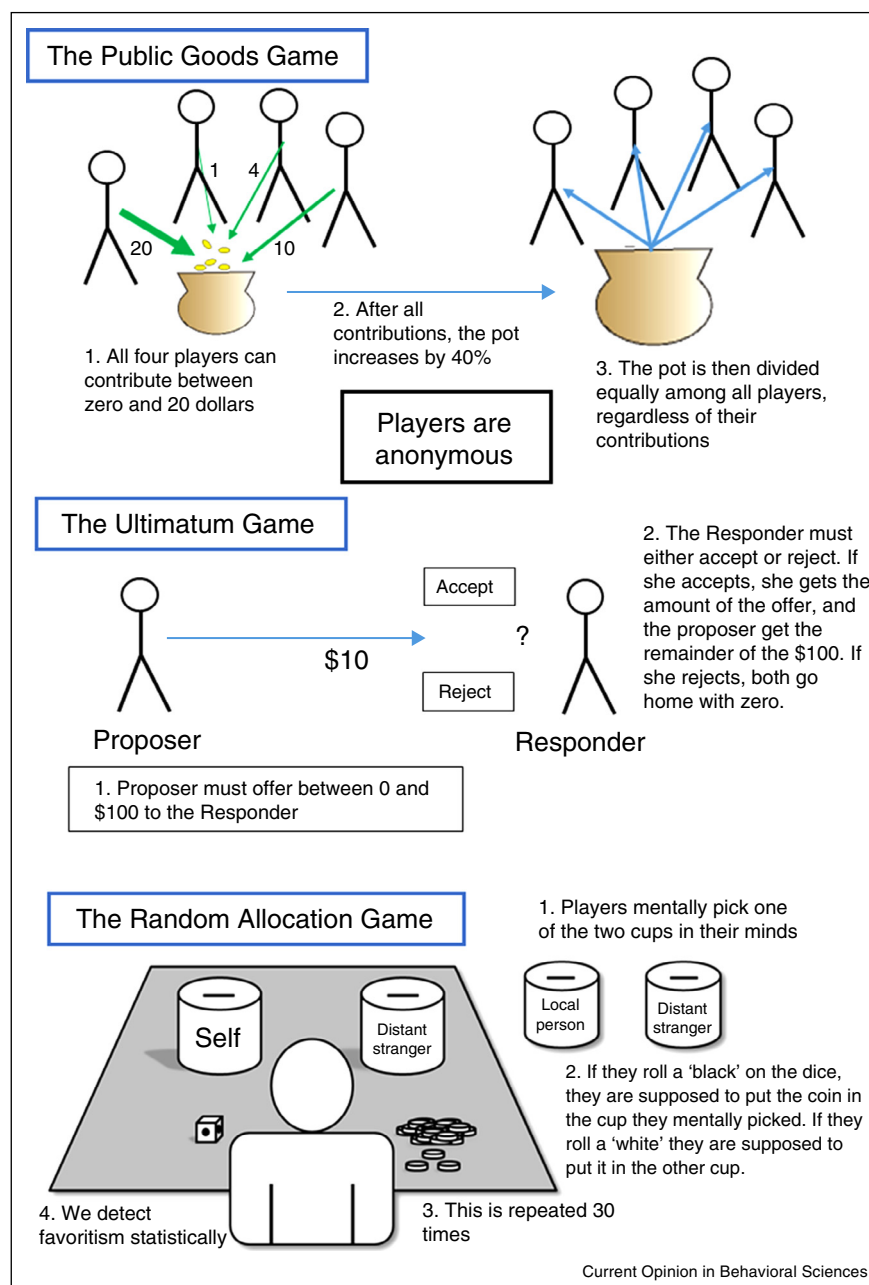 The Public Goods Game
1
4
20
10
1. All four players can
contribute between
zero and 20 dollars
2. After all
contributions, the pot
increases by 40%
3. The pot is then divided
equally among all players,
regardless of their
contributions
Players are
anonymous
The Ultimatum Game
Accept
$10
?
Reject
Proposer
Responder
2. The Responder must
either accept or reject. If
she accepts, she gets the
amount of the offer, and
the proposer get the
remainder of the $100. If
she rejects, both go
home with zero.
1. Proposer must offer between 0 and
$100 to the Responder
The Random Allocation Game
1. Players mentally pick one
of the two cups in their minds
Self
Distant
stranger
Local
person
Distant
stranger
2. If they roll a ‘black’ on the dice,
they are supposed to put the coin in
the cup they mentally picked. If they
roll a ‘white’ they are supposed to
put it in the other cup.
4. We detect
favoritism statistically
3. This is repeated 30
times
Current Opinion in Behavioral Sciences